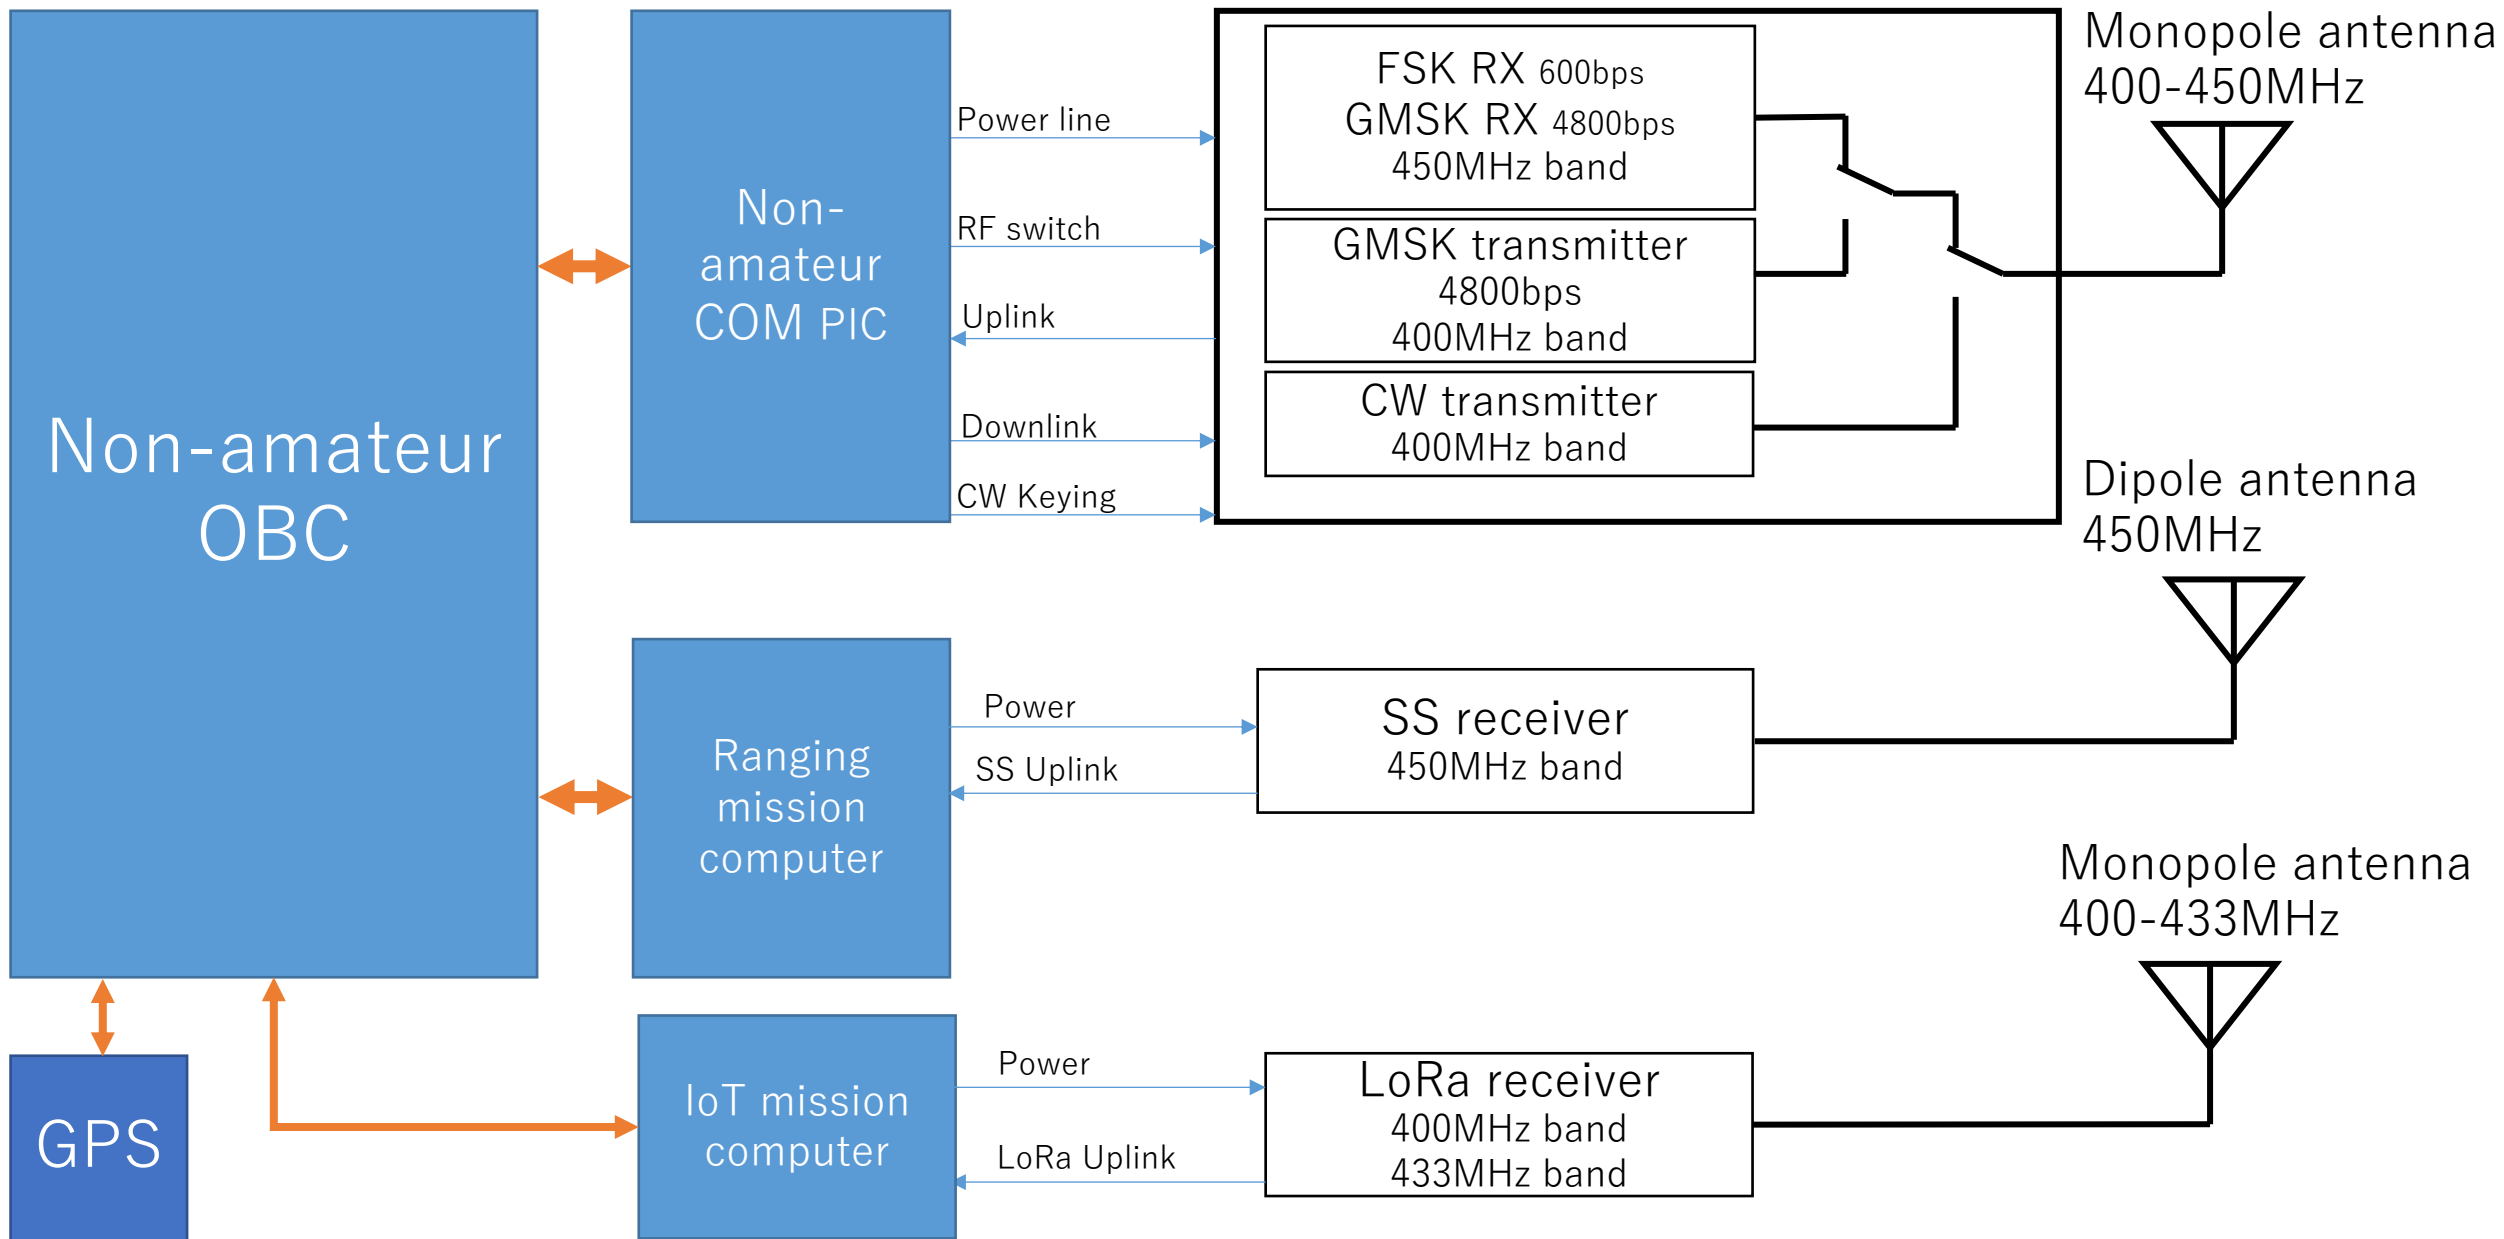 Non-amateur
OBC
GPS
Non-
amateur
COM PIC
Power line
RF switch
Uplink
Downlink
CW Keying
FSK RX 600bps
GMSK RX 4800bps
450MHz band
GMSK transmitter
4800bps
400MHz band
CW transmitter
400MHz band
Monopole antenna
400-450MHz
Ranging
mission
computer
Power
SS Uplink
SS receiver
450MHz band
Dipole antenna
450MHz
IoT mission
computer
Power
LoRa Uplink
LoRa receiver
400MHz band
433MHz band
Monopole antenna
400-433MHz